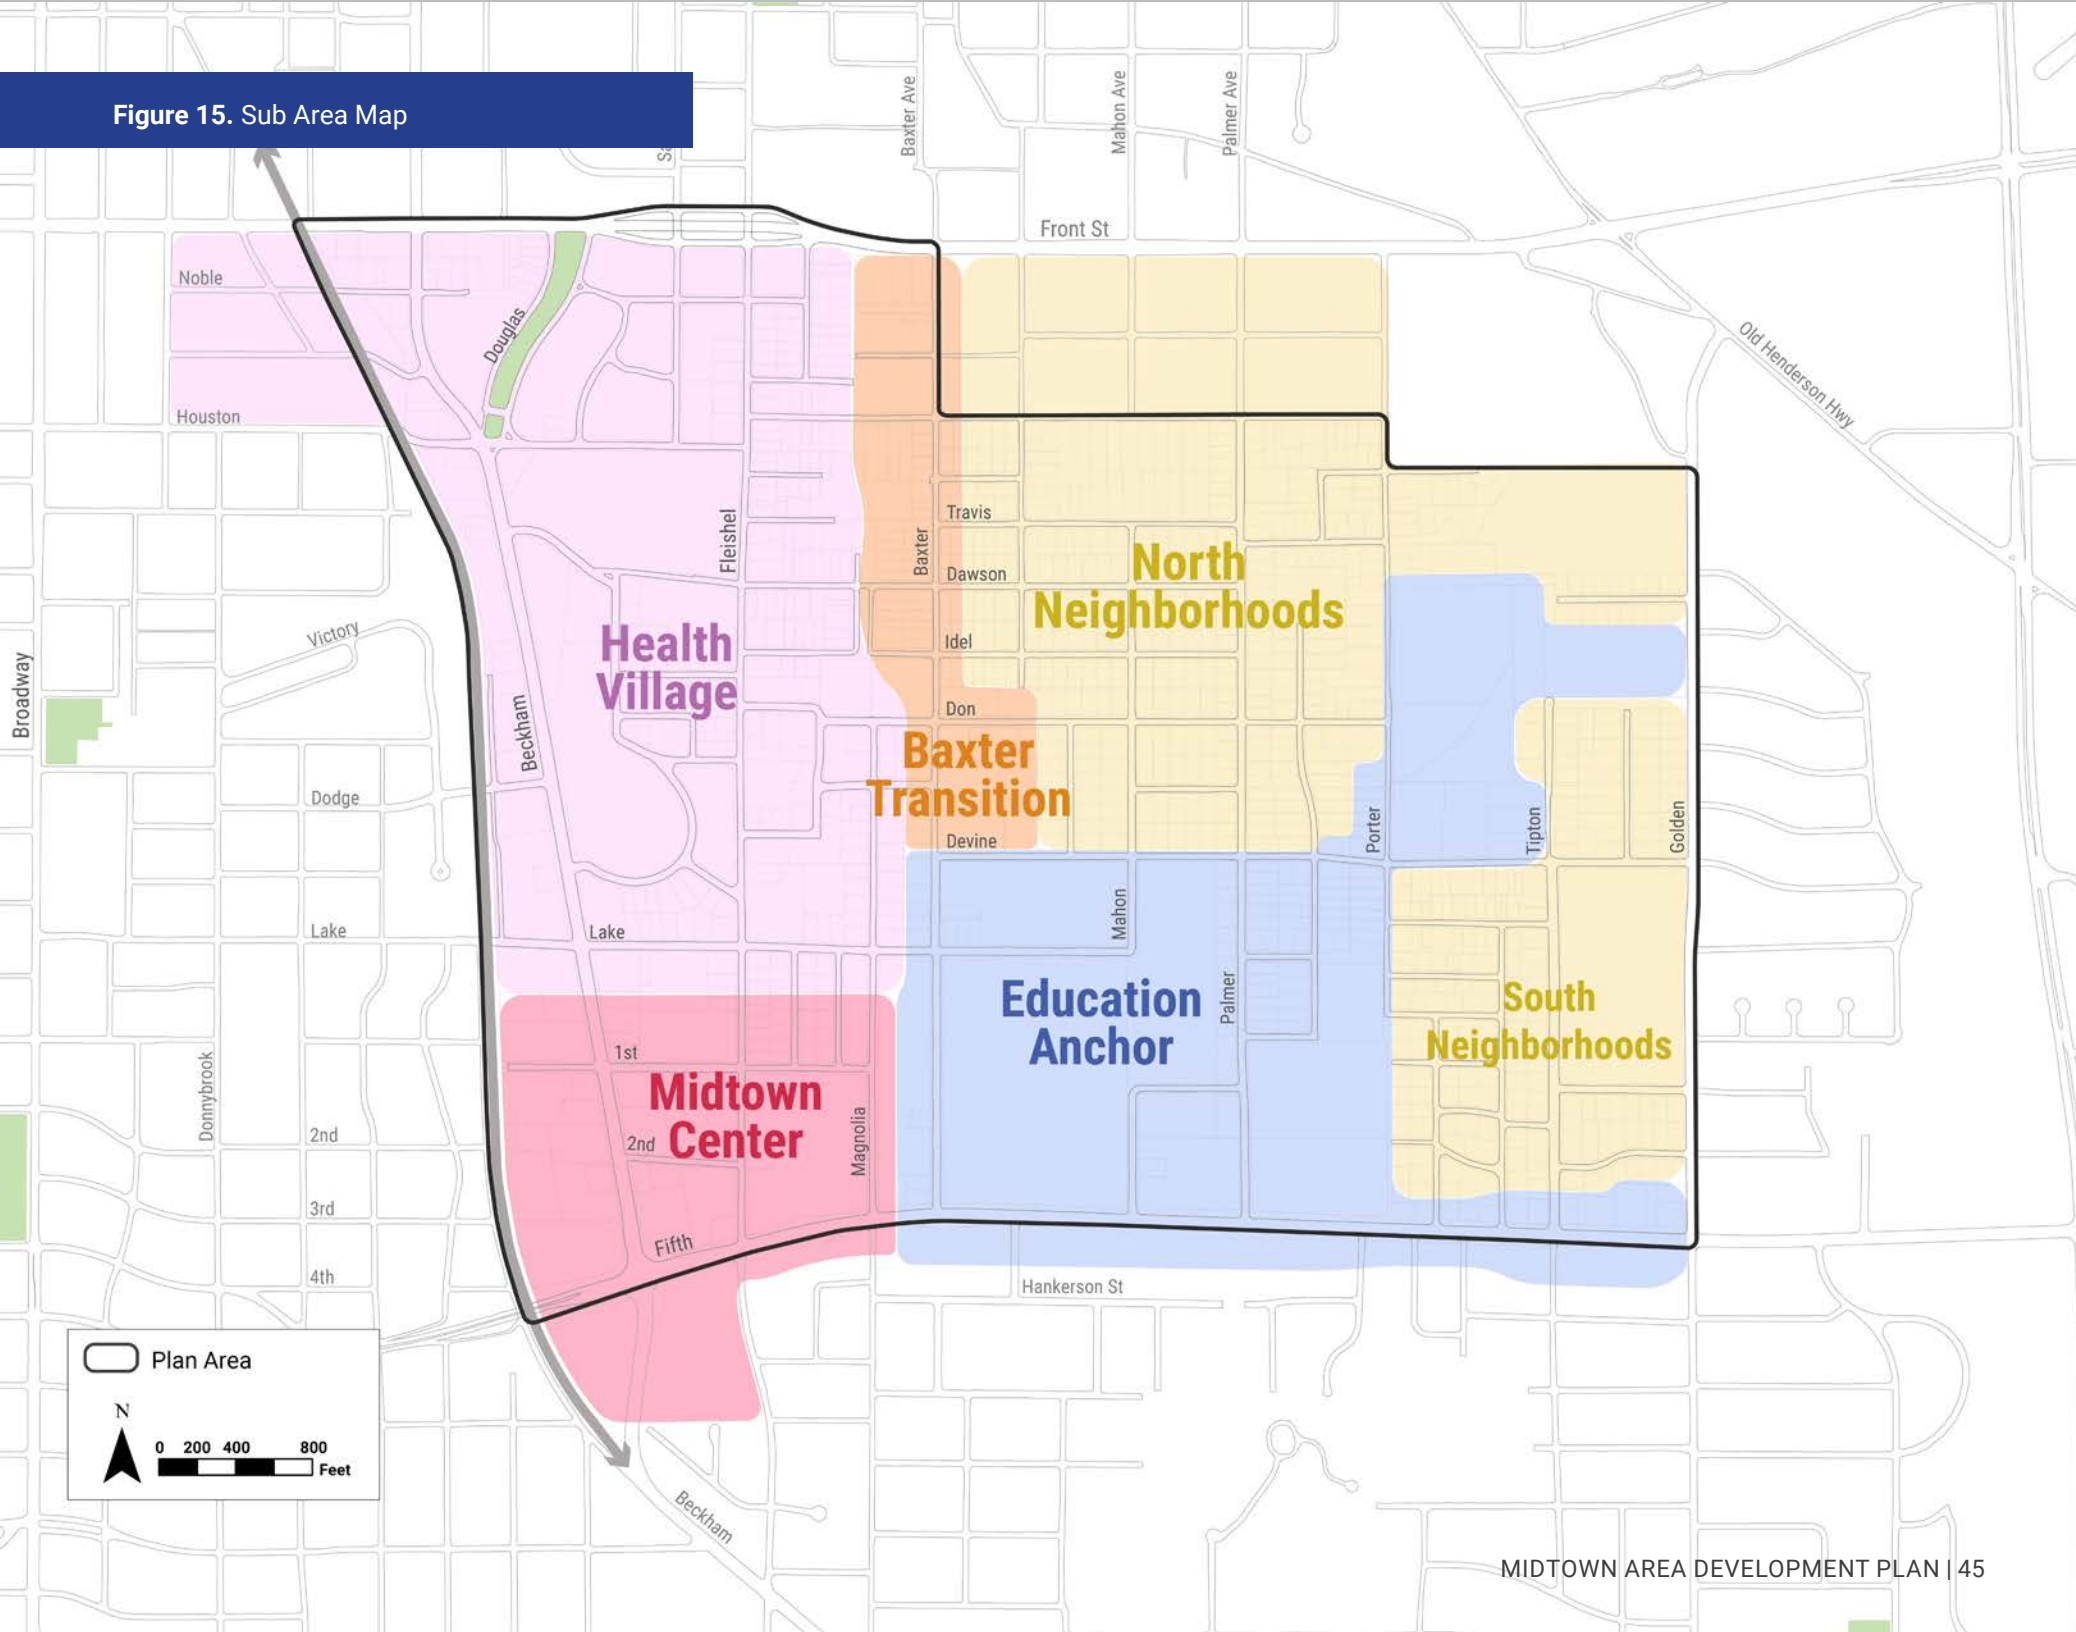 Figure 15. Sub Area Map
Baxter Ave
Mahon Ave
Palmer Ave
Front St
Noble
Douglas
Houston
Old Henderson Hwy
Travis
Fleishel
Baxter
Dawson
North
Neighborhoods
Idel
Health
Village
Victory
Broadway
Beckham
Don
Baxter
Transition
Dodge
Devine
Porter
Tipton
Golden
Lake
Lake
Mahon
Education
Anchor
Palmer
South
Neighborhoods
1st
Midtown
Center
Donnybrook
2nd
2nd
Magnolia
3rd
Fifth
4th
Hankerson St
Plan Area
N
0 200 400 800
Feet
Beckham
MIDTOWN AREA DEVELOPMENT PLAN | 45